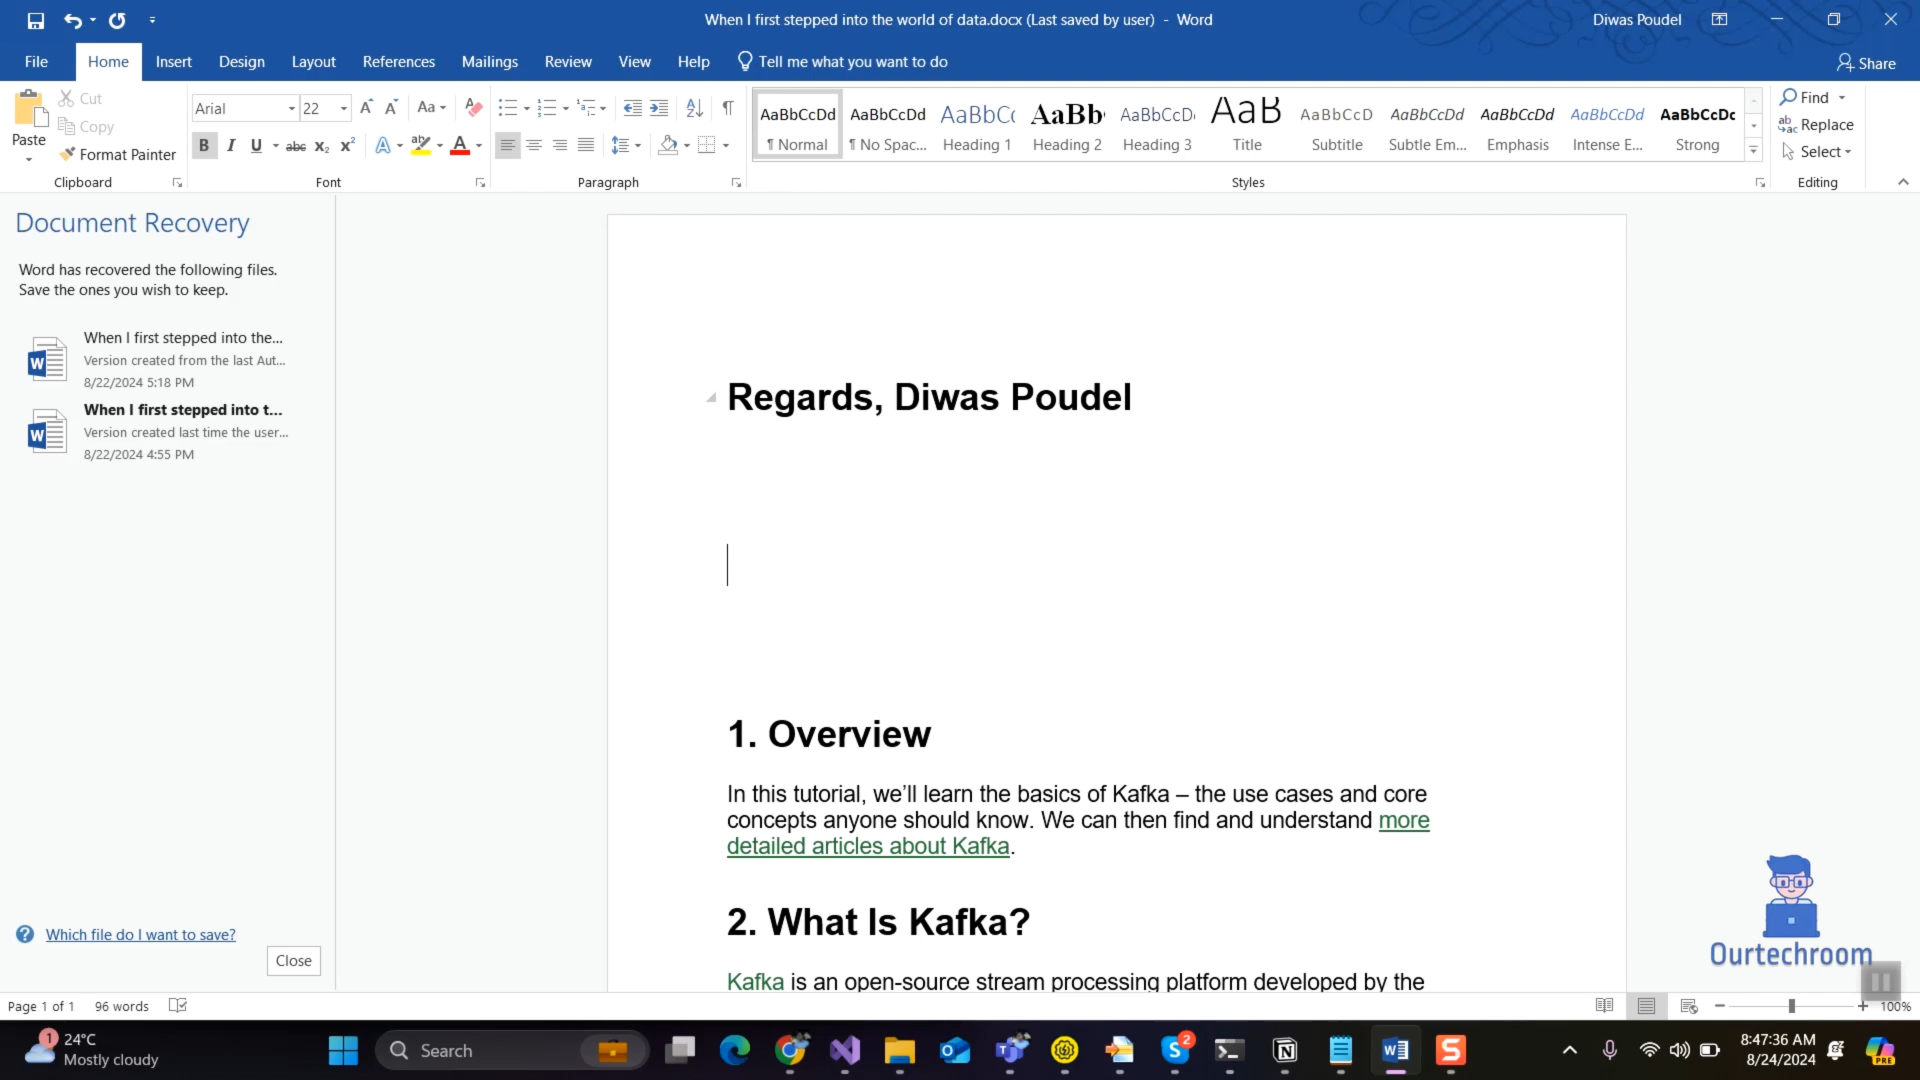 When I first stepped into the world of data.docx (Last saved by user) - Word
Diwas Poudel
File Home Insert Design Layout References Mailings Review View Help Tell me what you want to do
Share
Paste
Cut
Copy
Format Painter
Clipboard
Arial 22 Aa
B I U abc X₂ X² A ab A
Font
Paragraph
AaBbCcDd AaBbCcDd AaBbCc AaBb AaBbCcD AaB AaBbCcD AaBbCcDd AaBbCcDd AaBbCcDd AaBbCcDc
¶ Normal ¶ No Spac... Heading 1 Heading 2 Heading 3 Title Subtitle Subtle Em... Emphasis Intense E... Strong
Styles
Find
Replace
Select
Editing
Document Recovery
Word has recovered the following files.
Save the ones you wish to keep.
When I first stepped into the...
Version created from the last Aut...
8/22/2024 5:18 PM
When I first stepped into t...
Version created last time the user...
8/22/2024 4:55 PM
Which file do I want to save?
Close
Regards, Diwas Poudel
1. Overview
In this tutorial, we’ll learn the basics of Kafka – the use cases and core
concepts anyone should know. We can then find and understand more
detailed articles about Kafka.
2. What Is Kafka?
Kafka is an open-source stream processing platform developed by the
Ourtechroom
Page 1 of 1 96 words
100%
1
24°C
Mostly cloudy
Search
2
8:47:36 AM
8/24/2024
PRE